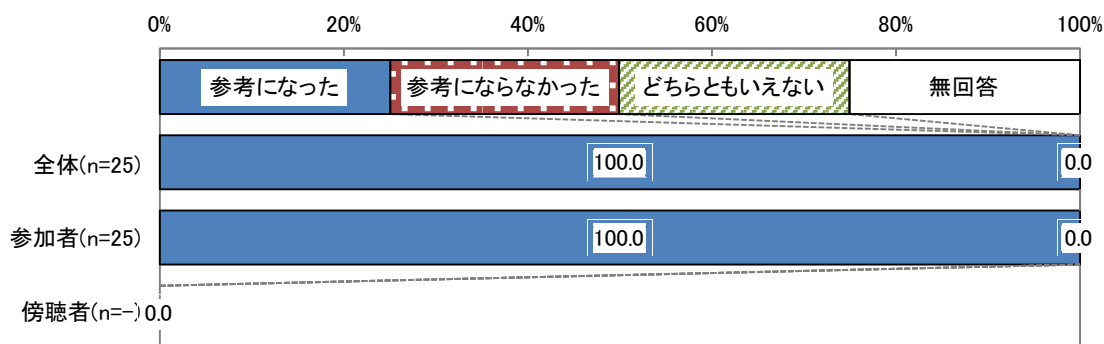 0% 20% 40% 60% 80% 100%
参考になった 参考にならなかった どちらともいえない 無回答
全体(n=25) 100.0 0.0
参加者(n=25) 100.0 0.0
傍聴者(n=-) 0.0